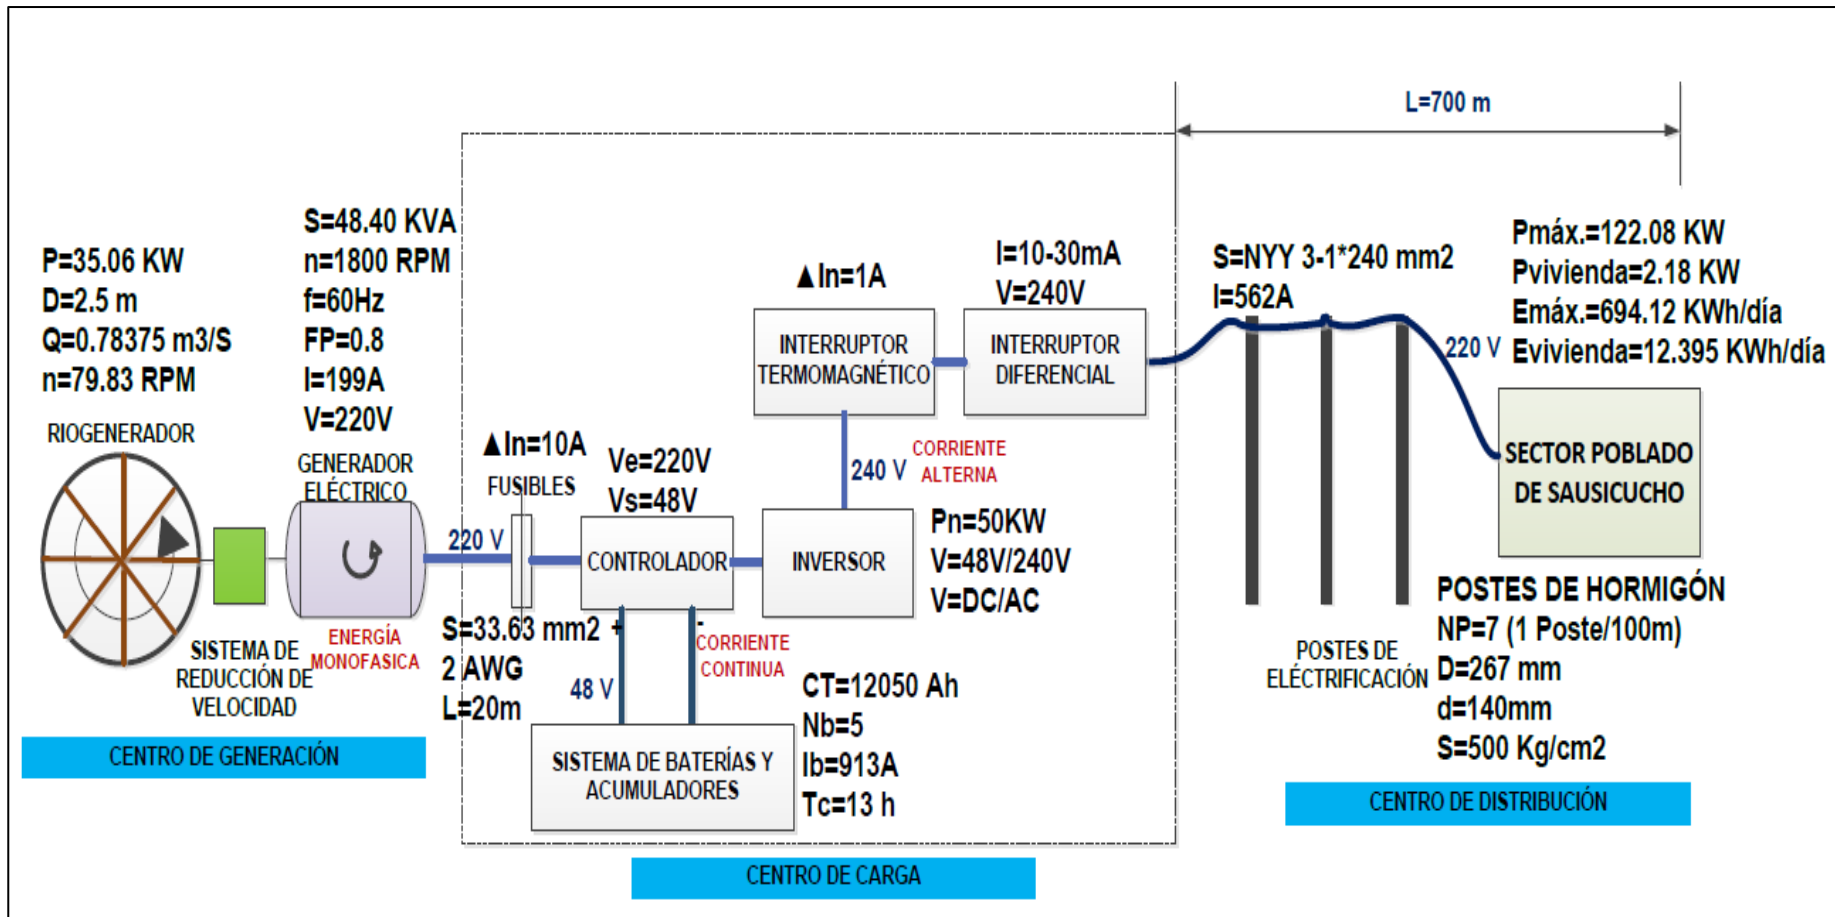 P=35.06 KW
D=2.5 m
Q=0.78375 m3/S
n=79.83 RPM
RIOGENERADOR
S=48.40 KVA
n=1800 RPM
f=60Hz
FP=0.8
I=199A
V=220V
GENERADOR
ELÉCTRICO
ENERGÍA
MONOFASICA
SISTEMA DE
REDUCCIÓN DE
VELOCIDAD
CENTRO DE GENERACIÓN
220 V
▲In=10A
FUSIBLES
S=33.63 mm2
2 AWG
L=20m
Ve=220V
Vs=48V
CONTROLADOR
+
-
CORRIENTE
CONTINUA
48 V
SISTEMA DE BATERÍAS Y
ACUMULADORES
CT=12050 Ah
Nb=5
Ib=913A
Tc=13 h
INVERSOR
Pn=50KW
V=48V/240V
V=DC/AC
240 V
CORRIENTE
ALTERNA
▲In=1A
INTERRUPTOR
TERMOMAGNÉTICO
I=10-30mA
V=240V
INTERRUPTOR
DIFERENCIAL
CENTRO DE CARGA
L=700 m
S=NYY 3-1*240 mm2
I=562A
220 V
POSTES DE
ELÉCTRIFICACIÓN
Pmáx.=122.08 KW
Pvivienda=2.18 KW
Emáx.=694.12 KWh/día
Evivienda=12.395 KWh/día
SECTOR POBLADO
DE SAUSICUCHO
POSTES DE HORMIGÓN
NP=7 (1 Poste/100m)
D=267 mm
d=140mm
S=500 Kg/cm2
CENTRO DE DISTRIBUCIÓN